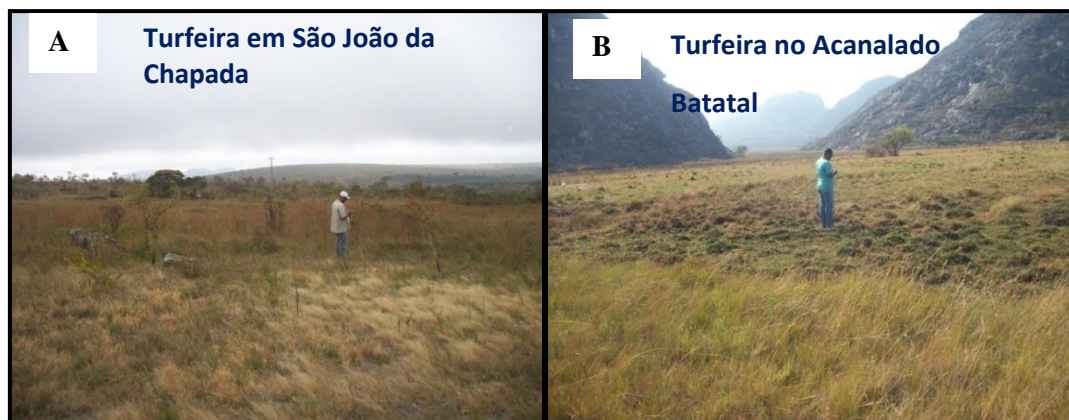 A
Turfeira em São João da
Chapada
B
Turfeira no Acanalado
Batatal